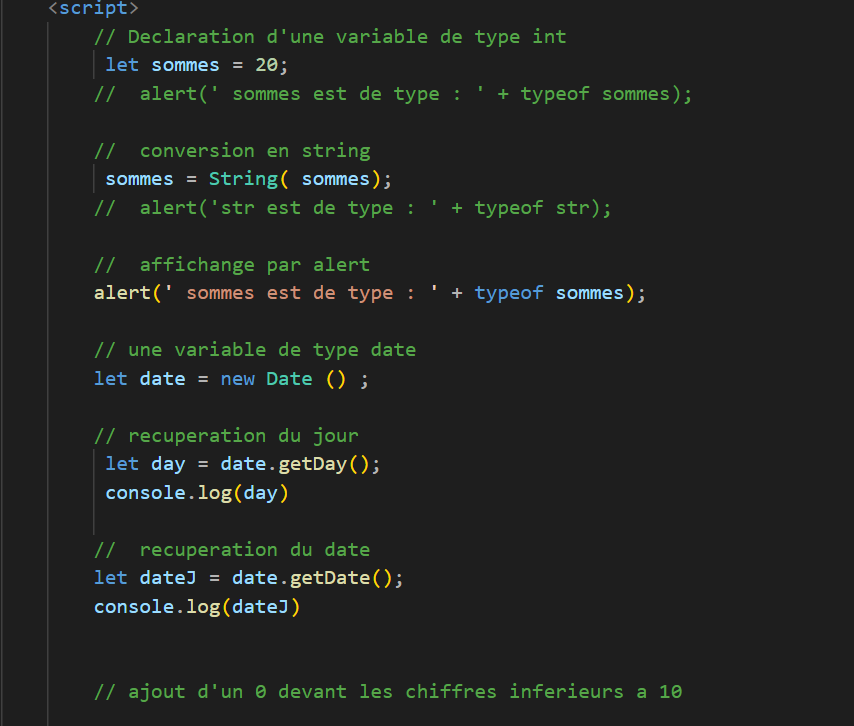 <script>
// Declaration d'une variable de type int
let sommes = 20;
//  alert(' sommes est de type : ' + typeof sommes);
//  conversion en string
sommes = String( sommes);
//  alert('str est de type : ' + typeof str);
//  affichange par alert
alert(' sommes est de type : ' + typeof sommes);
// une variable de type date
let date = new Date () ;
// recuperation du jour
let day = date.getDay();
console.log(day)
//  recuperation du date
let dateJ = date.getDate();
console.log(dateJ)
// ajout d'un 0 devant les chiffres inferieurs a 10